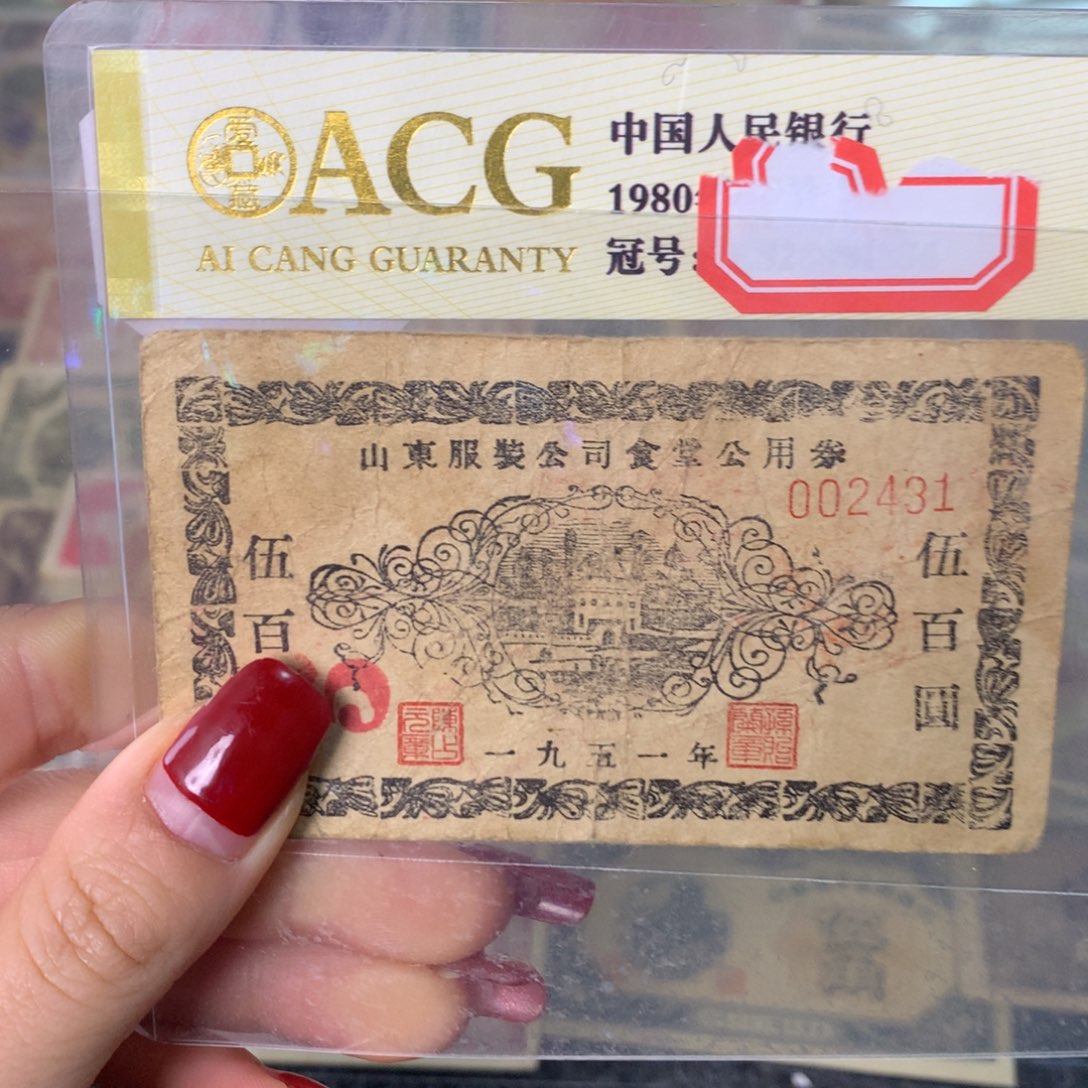 ACG
AI CANG GUARANTY
中国人民银行
1980
冠号:
山東服裝公司食堂公用券
002431
伍百
伍百圓
一九五一年